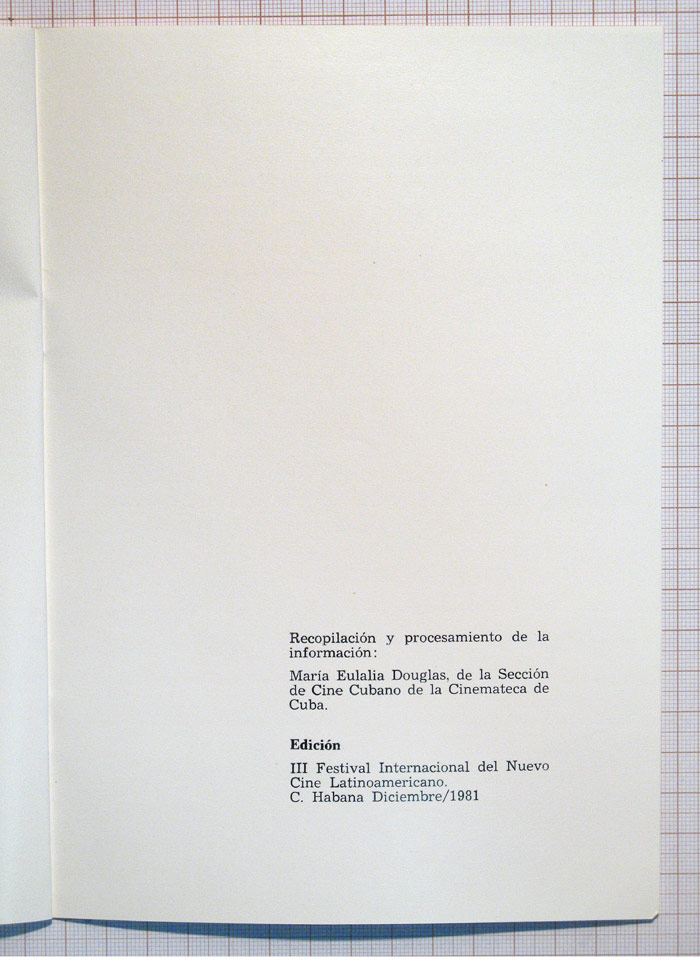 Recopilación y procesamiento de la
información:
María Eulalia Douglas, de la Sección
de Cine Cubano de la Cinemateca de
Cuba.
Edición
III Festival Internacional del Nuevo
Cine Latinoamericano.
C. Habana Diciembre/1981